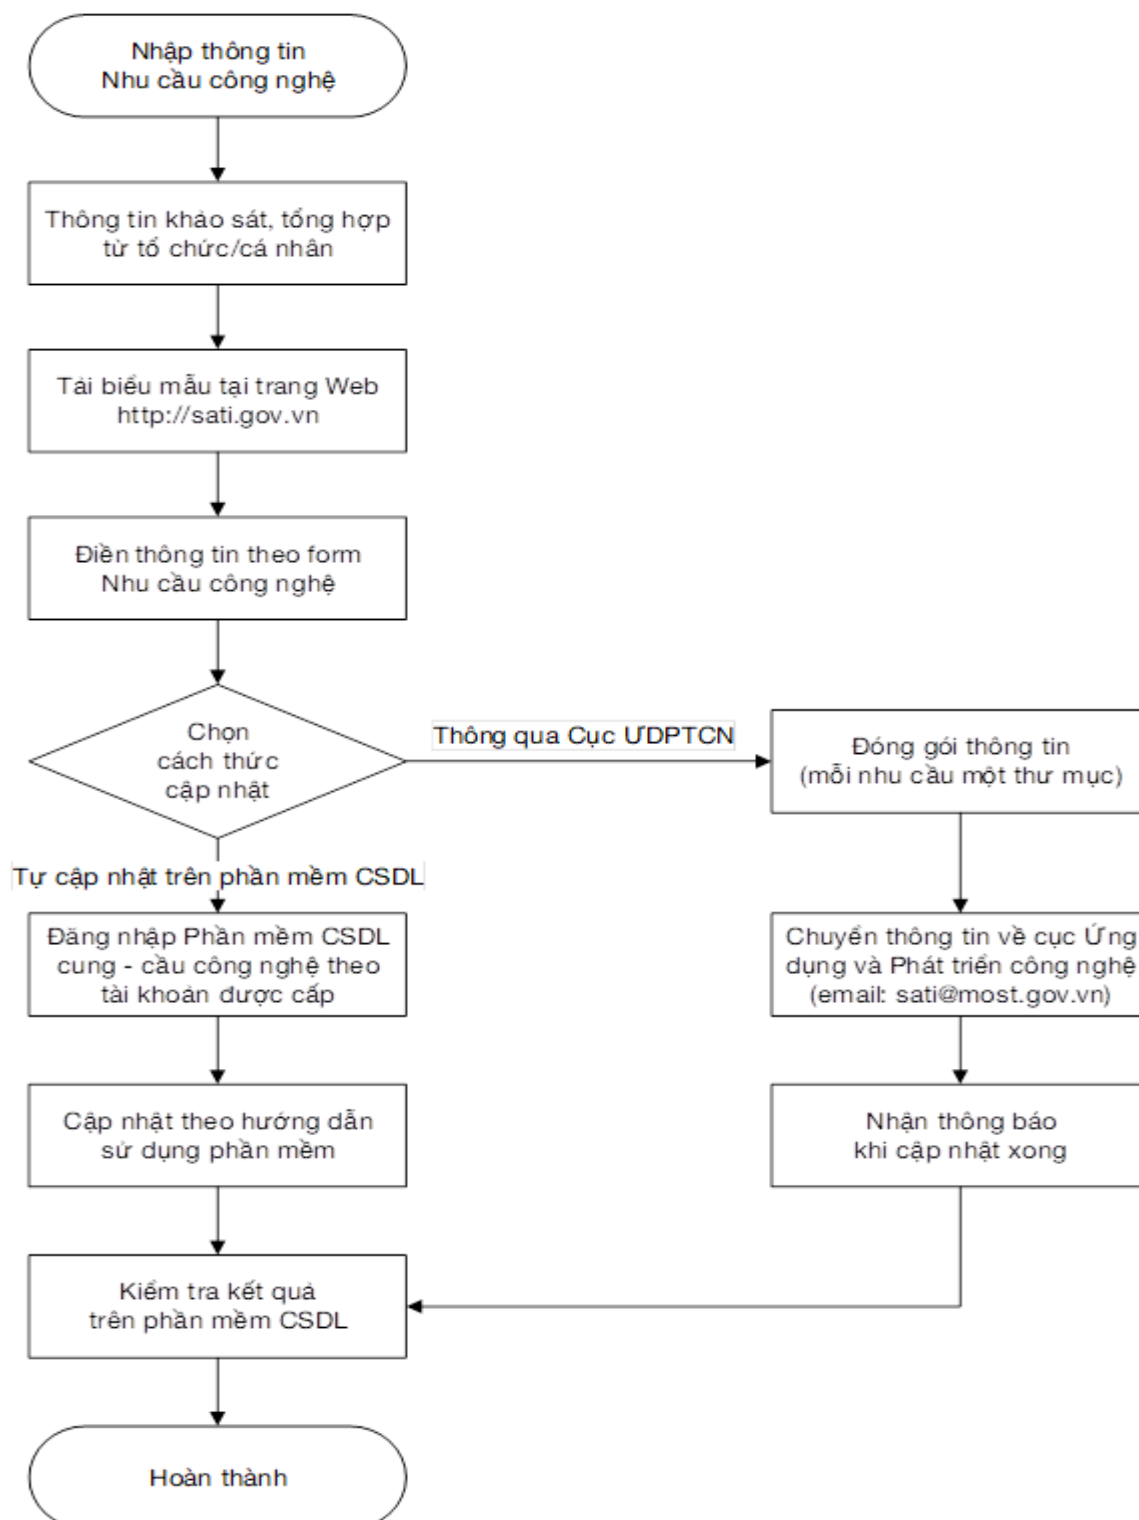 Nhập thông tin
Nhu cầu công nghệ
Thông tin khảo sát, tổng hợp
từ tổ chức/cá nhân
Tải biểu mẫu tại trang Web
http://sati.gov.vn
Điền thông tin theo form
Nhu cầu công nghệ
Chọn
cách thức
cập nhật
Thông qua Cục ƯDPTCN
Đóng gói thông tin
(mỗi nhu cầu một thư mục)
Tự cập nhật trên phần mềm CSDL
Đăng nhập Phần mềm CSDL
cung - cầu công nghệ theo
tài khoản được cấp
Chuyển thông tin về cục Ứng
dụng và Phát triển công nghệ
(email: sati@most.gov.vn)
Cập nhật theo hướng dẫn
sử dụng phần mềm
Nhận thông báo
khi cập nhật xong
Kiểm tra kết quả
trên phần mềm CSDL
Hoàn thành